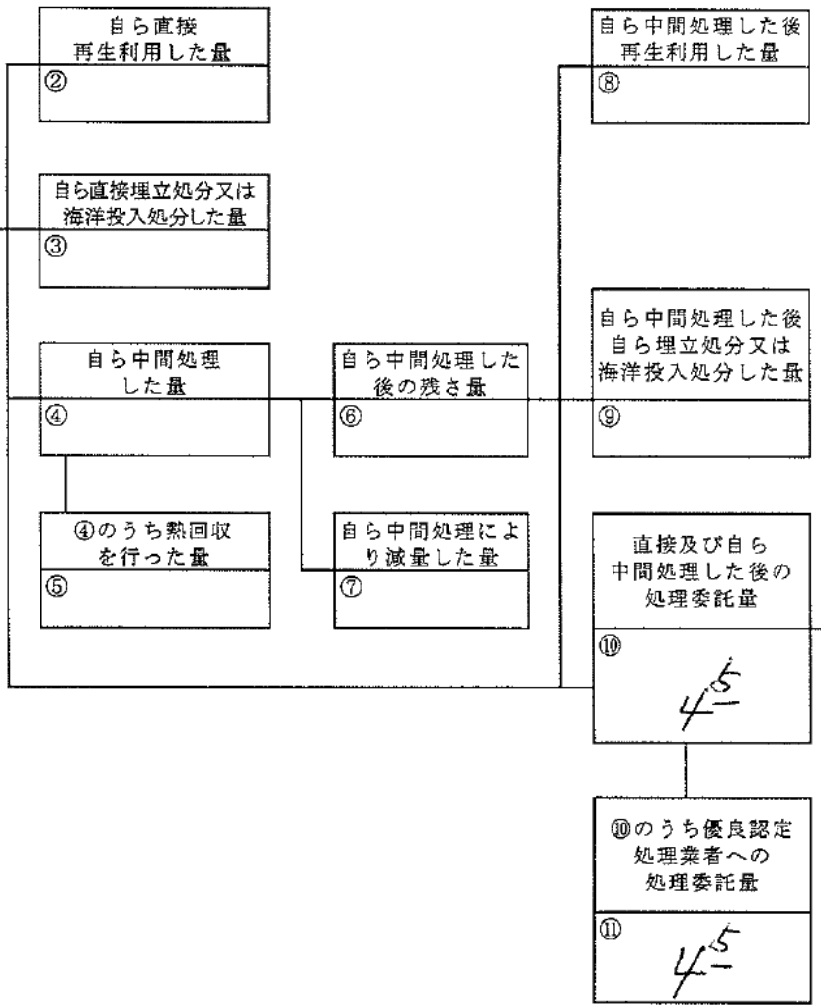 自ら直接
再生利用した量
②
自ら中間処理した後
再生利用した量
⑧
自ら直接埋立処分又は
海洋投入処分した量
③
自ら中間処理
した量
④
自ら中間処理した
後の残さ量
⑥
自ら中間処理した後
自ら埋立処分又は
海洋投入処分した量
⑨
④のうち熱回収
を行った量
⑤
自ら中間処理によ
り減量した量
⑦
直接及び自ら
中間処理した後の
処理委託量
⑩
4 5
⑩のうち優良認定
処理業者への
処理委託量
⑪
4 5